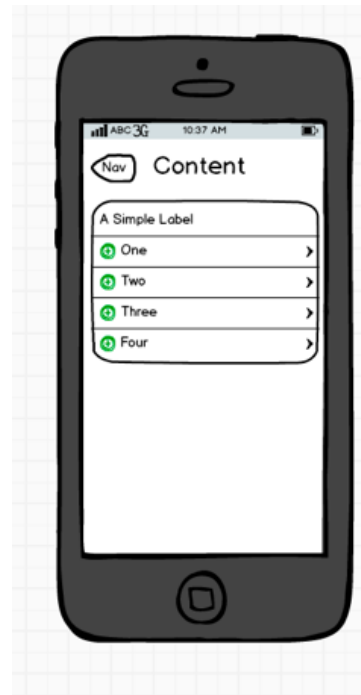 ABC 3G 10:37 AM
Nav Content
A Simple Label
One
Two
Three
Four